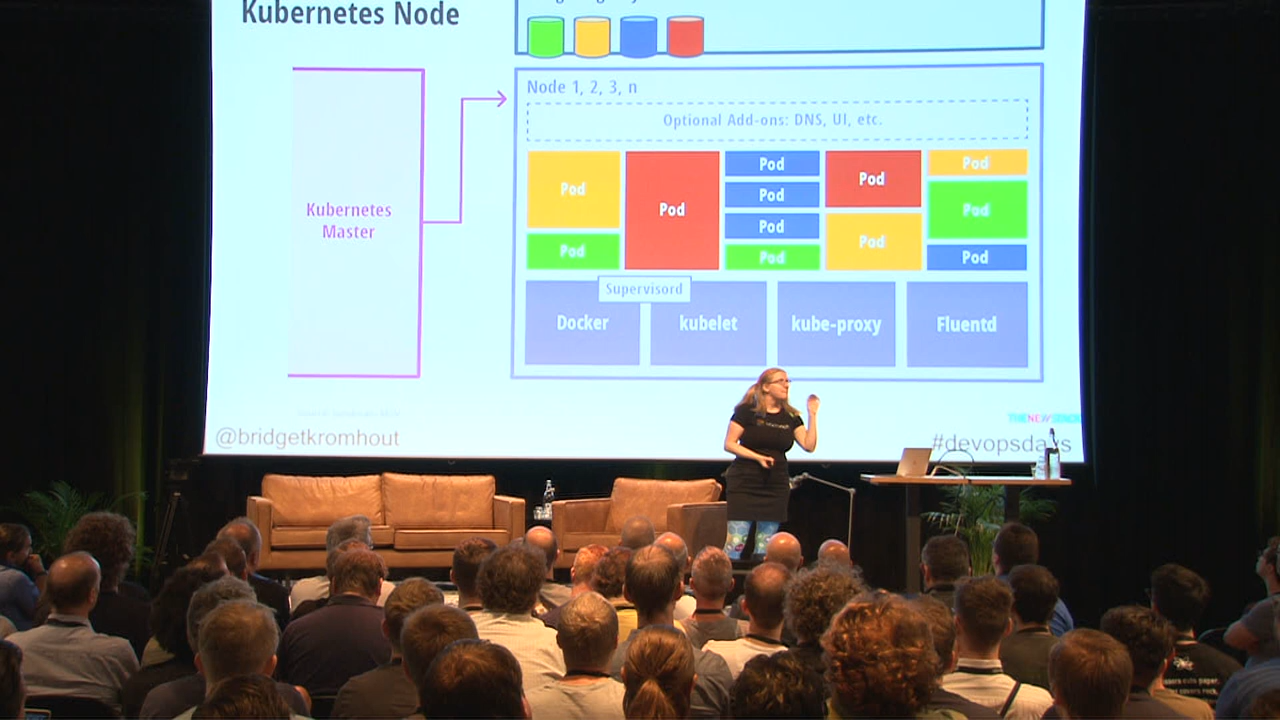 Kubernetes Node
Node 1, 2, 3, n
Optional Add-ons: DNS, UI, etc.
Pod
Pod
Pod
Pod
Pod
Pod
Pod
Pod
Pod
Pod
Pod
Pod
Pod
Kubernetes
Master
Supervisord
Docker
kubelet
kube-proxy
Fluentd
THENEWSTACK
@bridgetkromhout
#devopsdays